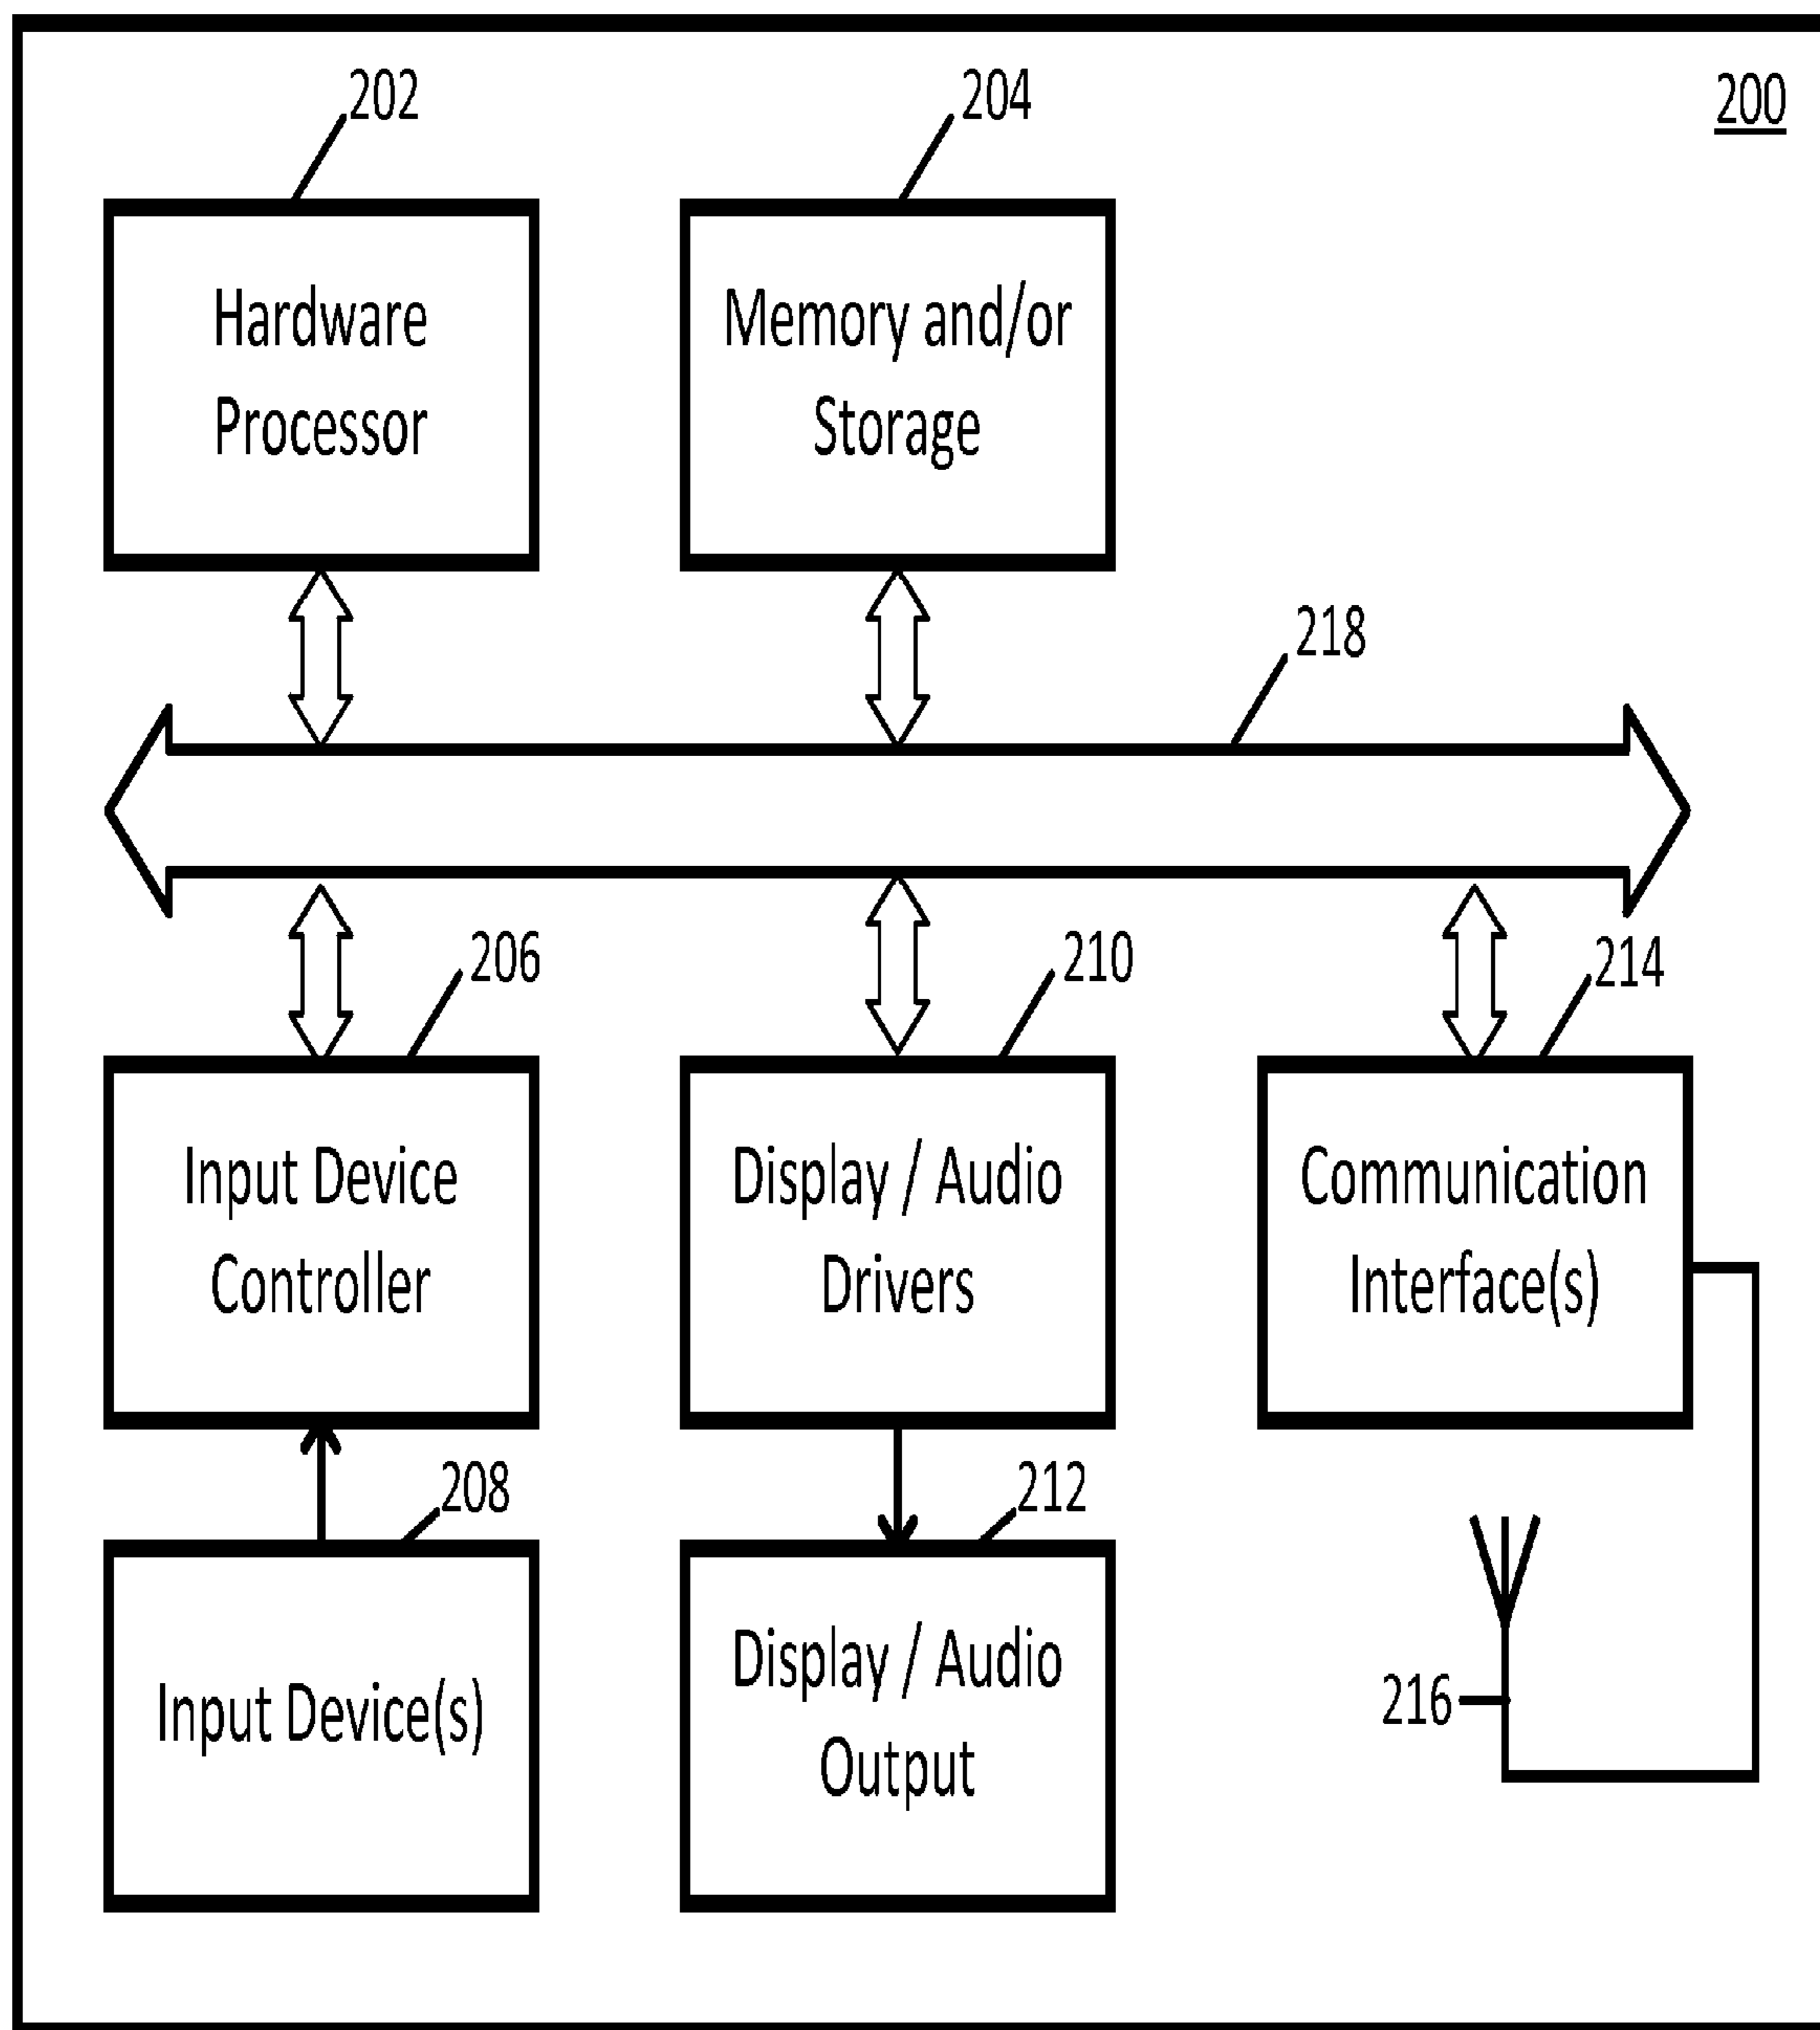 200
202
204
Hardware
Processor
Memory and/or
Storage
218
206
210
214
Input Device
Controller
Display / Audio
Drivers
Communication
Interface(s)
208
212
Input Device(s)
Display / Audio
Output
216